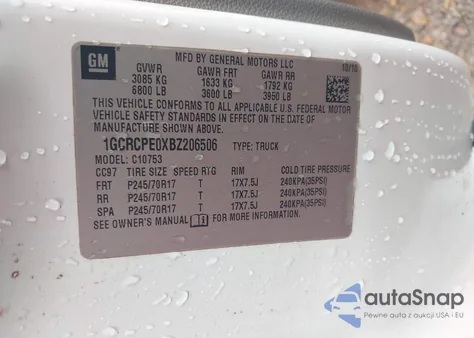 GM
MFD BY GENERAL MOTORS LLC
10/10
GVWR GAWR FRT GAWR RR
3085 KG 1633 KG 1792 KG
6800 LB 3600 LB 3950 LB
THIS VEHICLE CONFORMS TO ALL APPLICABLE U.S. FEDERAL MOTOR
VEHICLE SAFETY STANDARDS IN EFFECT ON THE DATE OF
MANUFACTURE SHOWN ABOVE.
1GCRCPE0XBZ206506 TYPE: TRUCK
MODEL: C10753
CC97 TIRE SIZE SPEED RTG RIM COLD TIRE PRESSURE
FRT P245/70R17 T 17X7.5J 240KPA(35PSI)
RR P245/70R17 T 17X7.5J 240KPA(35PSI)
SPA P245/70R17 T 17X7.5J 240KPA(35PSI)
SEE OWNER'S MANUAL FOR MORE INFORMATION
autoSnap
Pewne auta z aukcji USA i EU